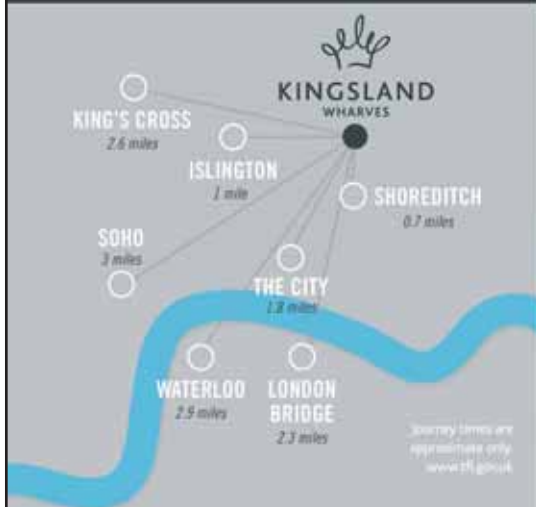 KINGSLAND
WHARVES
KING'S CROSS
2.6 miles
ISLINGTON
1 mile
SHOREDITCH
0.7 miles
SOHO
3 miles
THE CITY
1.8 miles
WATERLOO
2.9 miles
LONDON
BRIDGE
2.3 miles
Journey times are
approximate only.
www.tfl.gov.uk